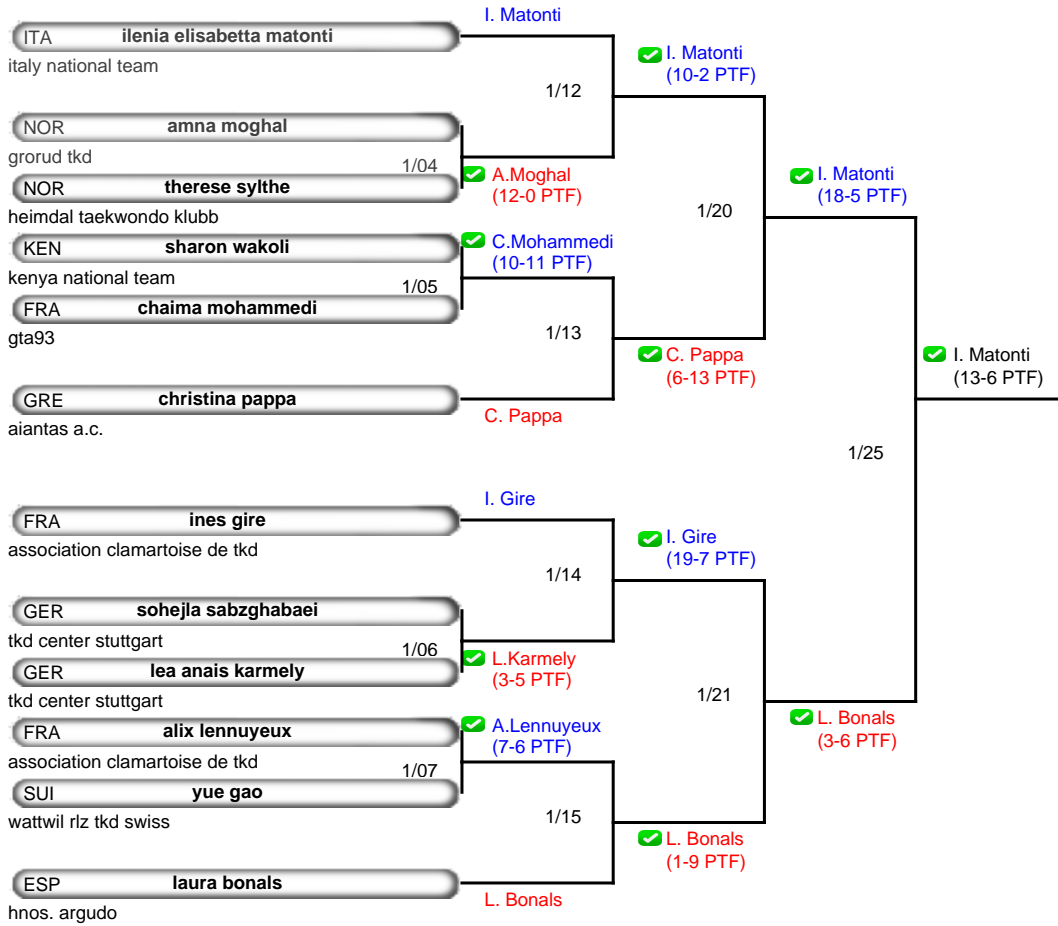 I. Matonti
ITA ilenia elisabetta matonti
italy national team
I. Matonti
(10-2 PTF)
1/12
NOR amna moghal
grorud tkd
1/04
A.Moghal
(12-0 PTF)
NOR therese sylthe
heimdal taekwondo klubb
I. Matonti
(18-5 PTF)
1/20
KEN sharon wakoli
kenya national team
C.Mohammedi
(10-11 PTF)
1/05
FRA chaima mohammedi
gta93
1/13
C. Pappa
(6-13 PTF)
I. Matonti
(13-6 PTF)
GRE christina pappa
aiantas a.c.
C. Pappa
1/25
I. Gire
FRA ines gire
association clamartoise de tkd
I. Gire
(19-7 PTF)
1/14
GER sohejla sabzghabaei
tkd center stuttgart
1/06
L.Karmely
(3-5 PTF)
GER lea anais karmely
tkd center stuttgart
1/21
FRA alix lennuyeux
association clamartoise de tkd
A.Lennuyeux
(7-6 PTF)
L. Bonals
(3-6 PTF)
1/07
SUI yue gao
wattwil rlz tkd swiss
1/15
L. Bonals
(1-9 PTF)
ESP laura bonals
hnos. argudo
L. Bonals